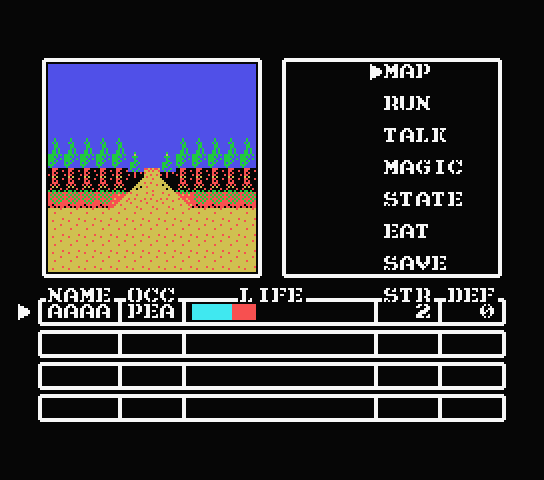 MAP
RUN
TALK
MAGIC
STATE
EAT
SAVE
NAME OCC LIFE STR DEF
AAAA PEA 2 0